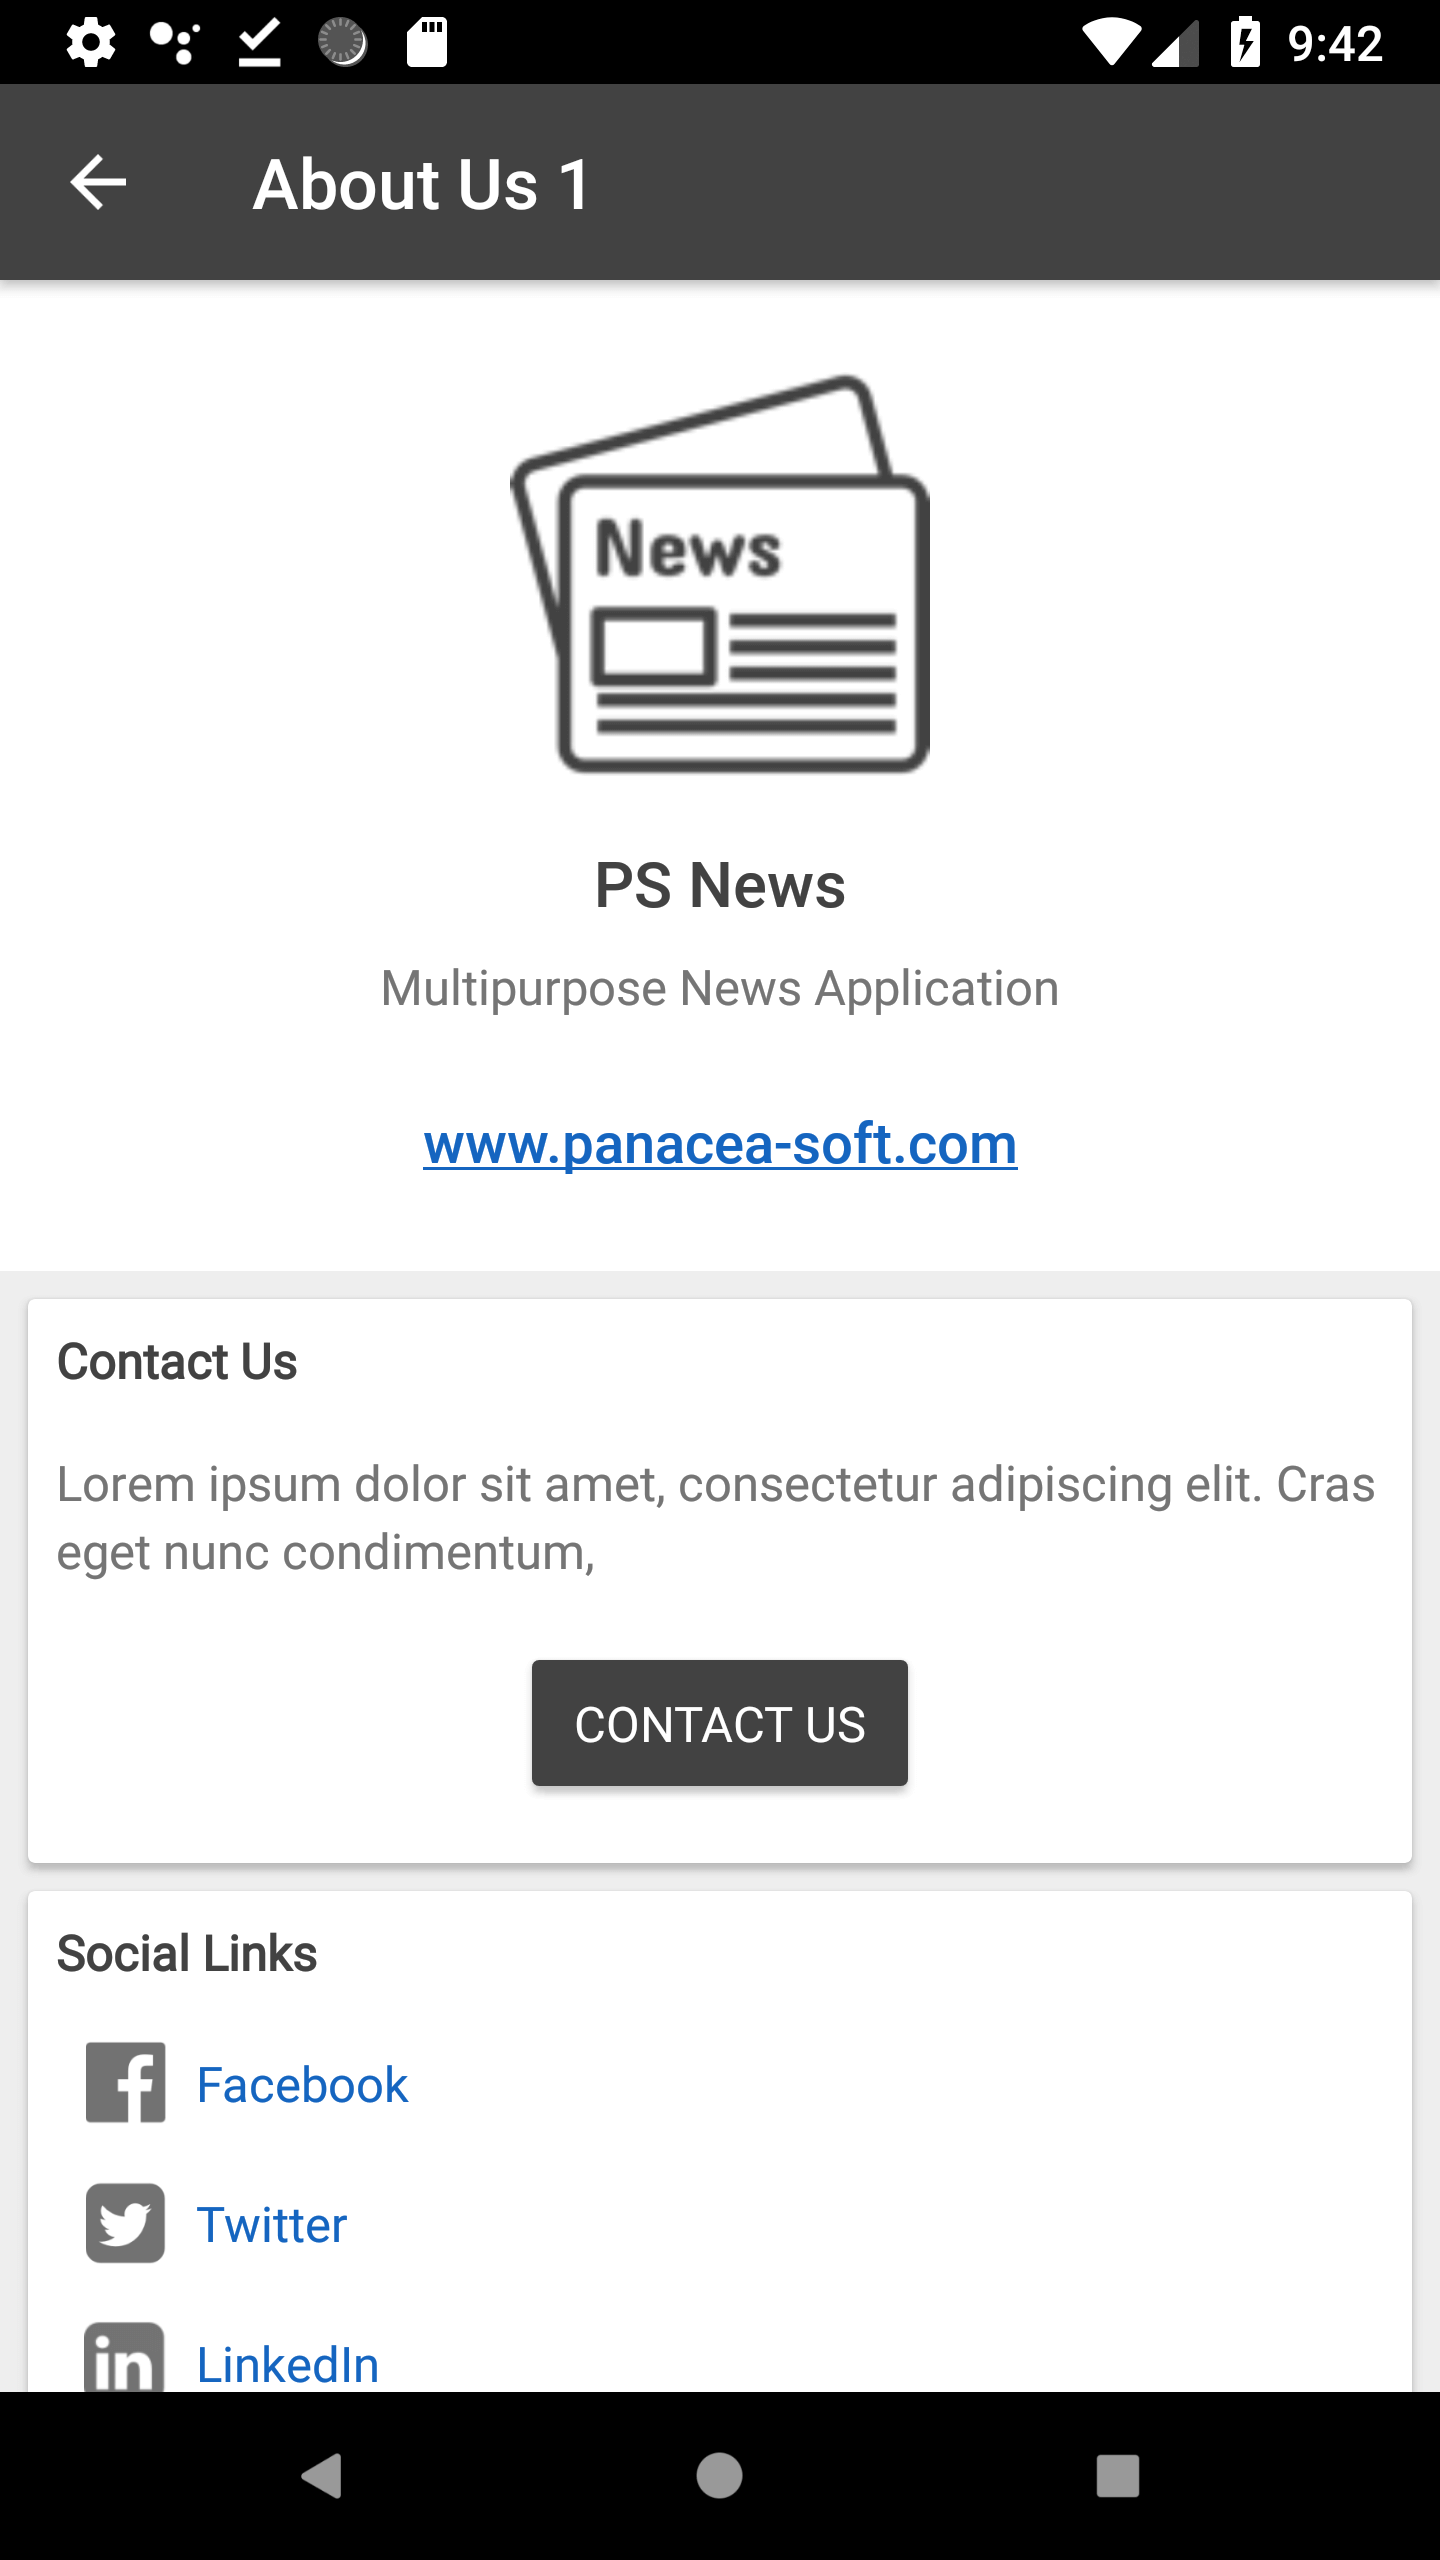 9:42
About Us 1
News
PS News
Multipurpose News Application
www.panacea-soft.com
Contact Us
Lorem ipsum dolor sit amet, consectetur adipiscing elit. Cras
eget nunc condimentum,
CONTACT US
Social Links
Facebook
Twitter
LinkedIn